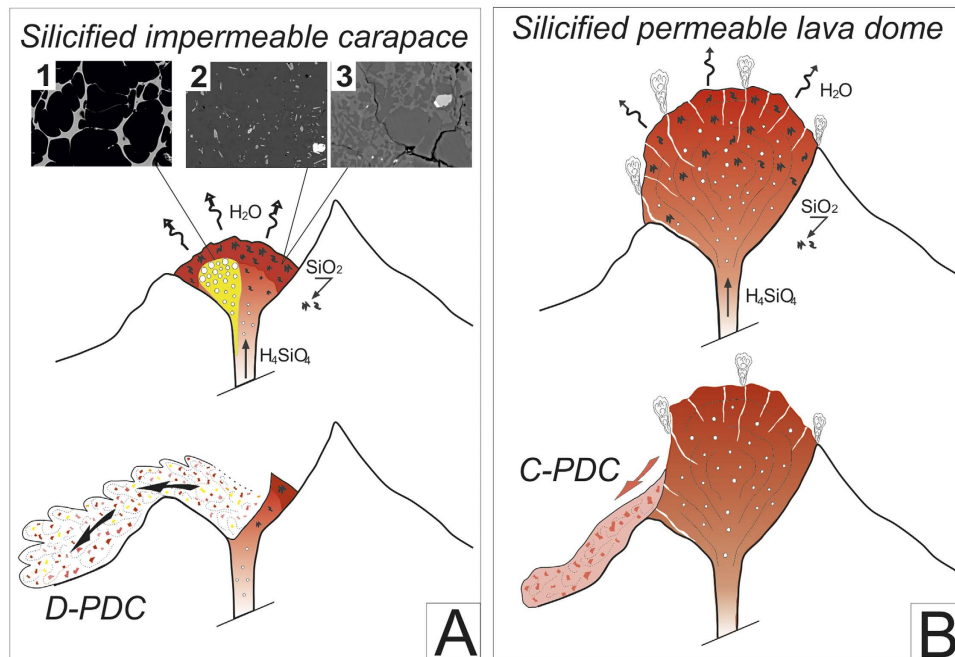 Silicified impermeable carapace
1
2
3
H₂O
SiO₂
H₄SiO₄
D-PDC
A
Silicified permeable lava dome
H₂O
SiO₂
H₄SiO₄
C-PDC
B